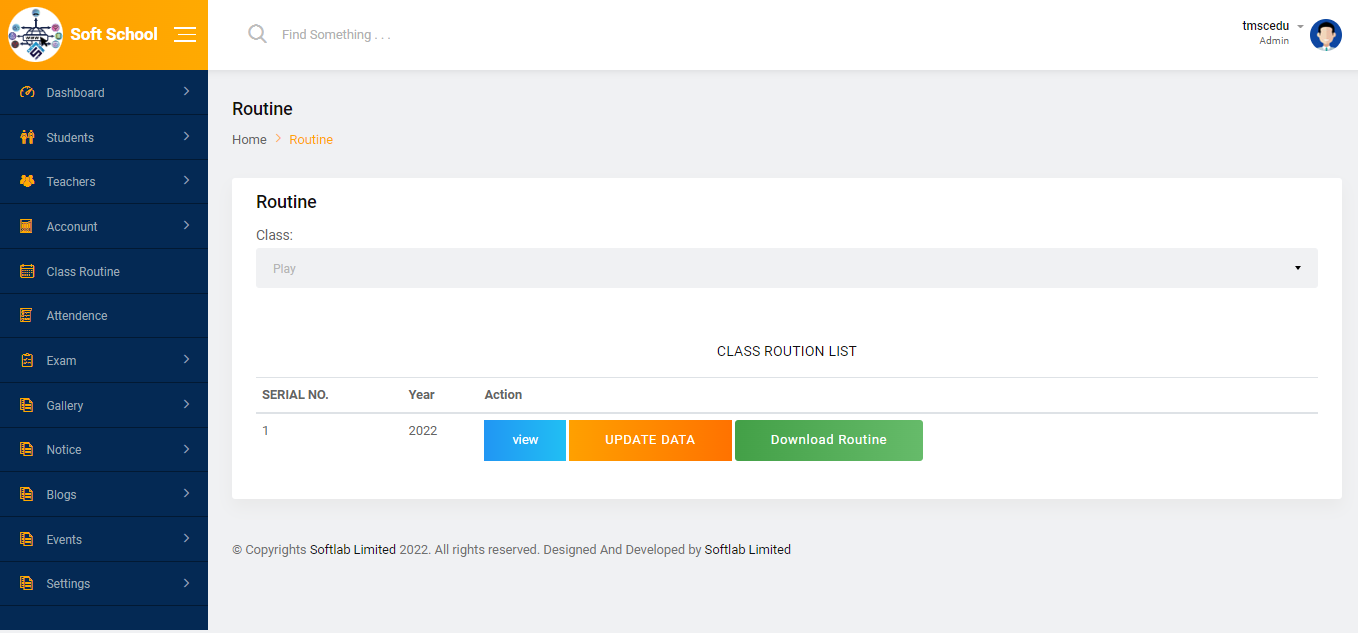 Soft School
Find Something . . .
tmscedu
Admin
Dashboard
Students
Teachers
Acconunt
Class Routine
Attendence
Exam
Gallery
Notice
Blogs
Events
Settings
Routine
Home > Routine
Routine
Class:
Play
CLASS ROUTION LIST
SERIAL NO. Year Action
1 2022 view UPDATE DATA Download Routine
© Copyrights Softlab Limited 2022. All rights reserved. Designed And Developed by Softlab Limited